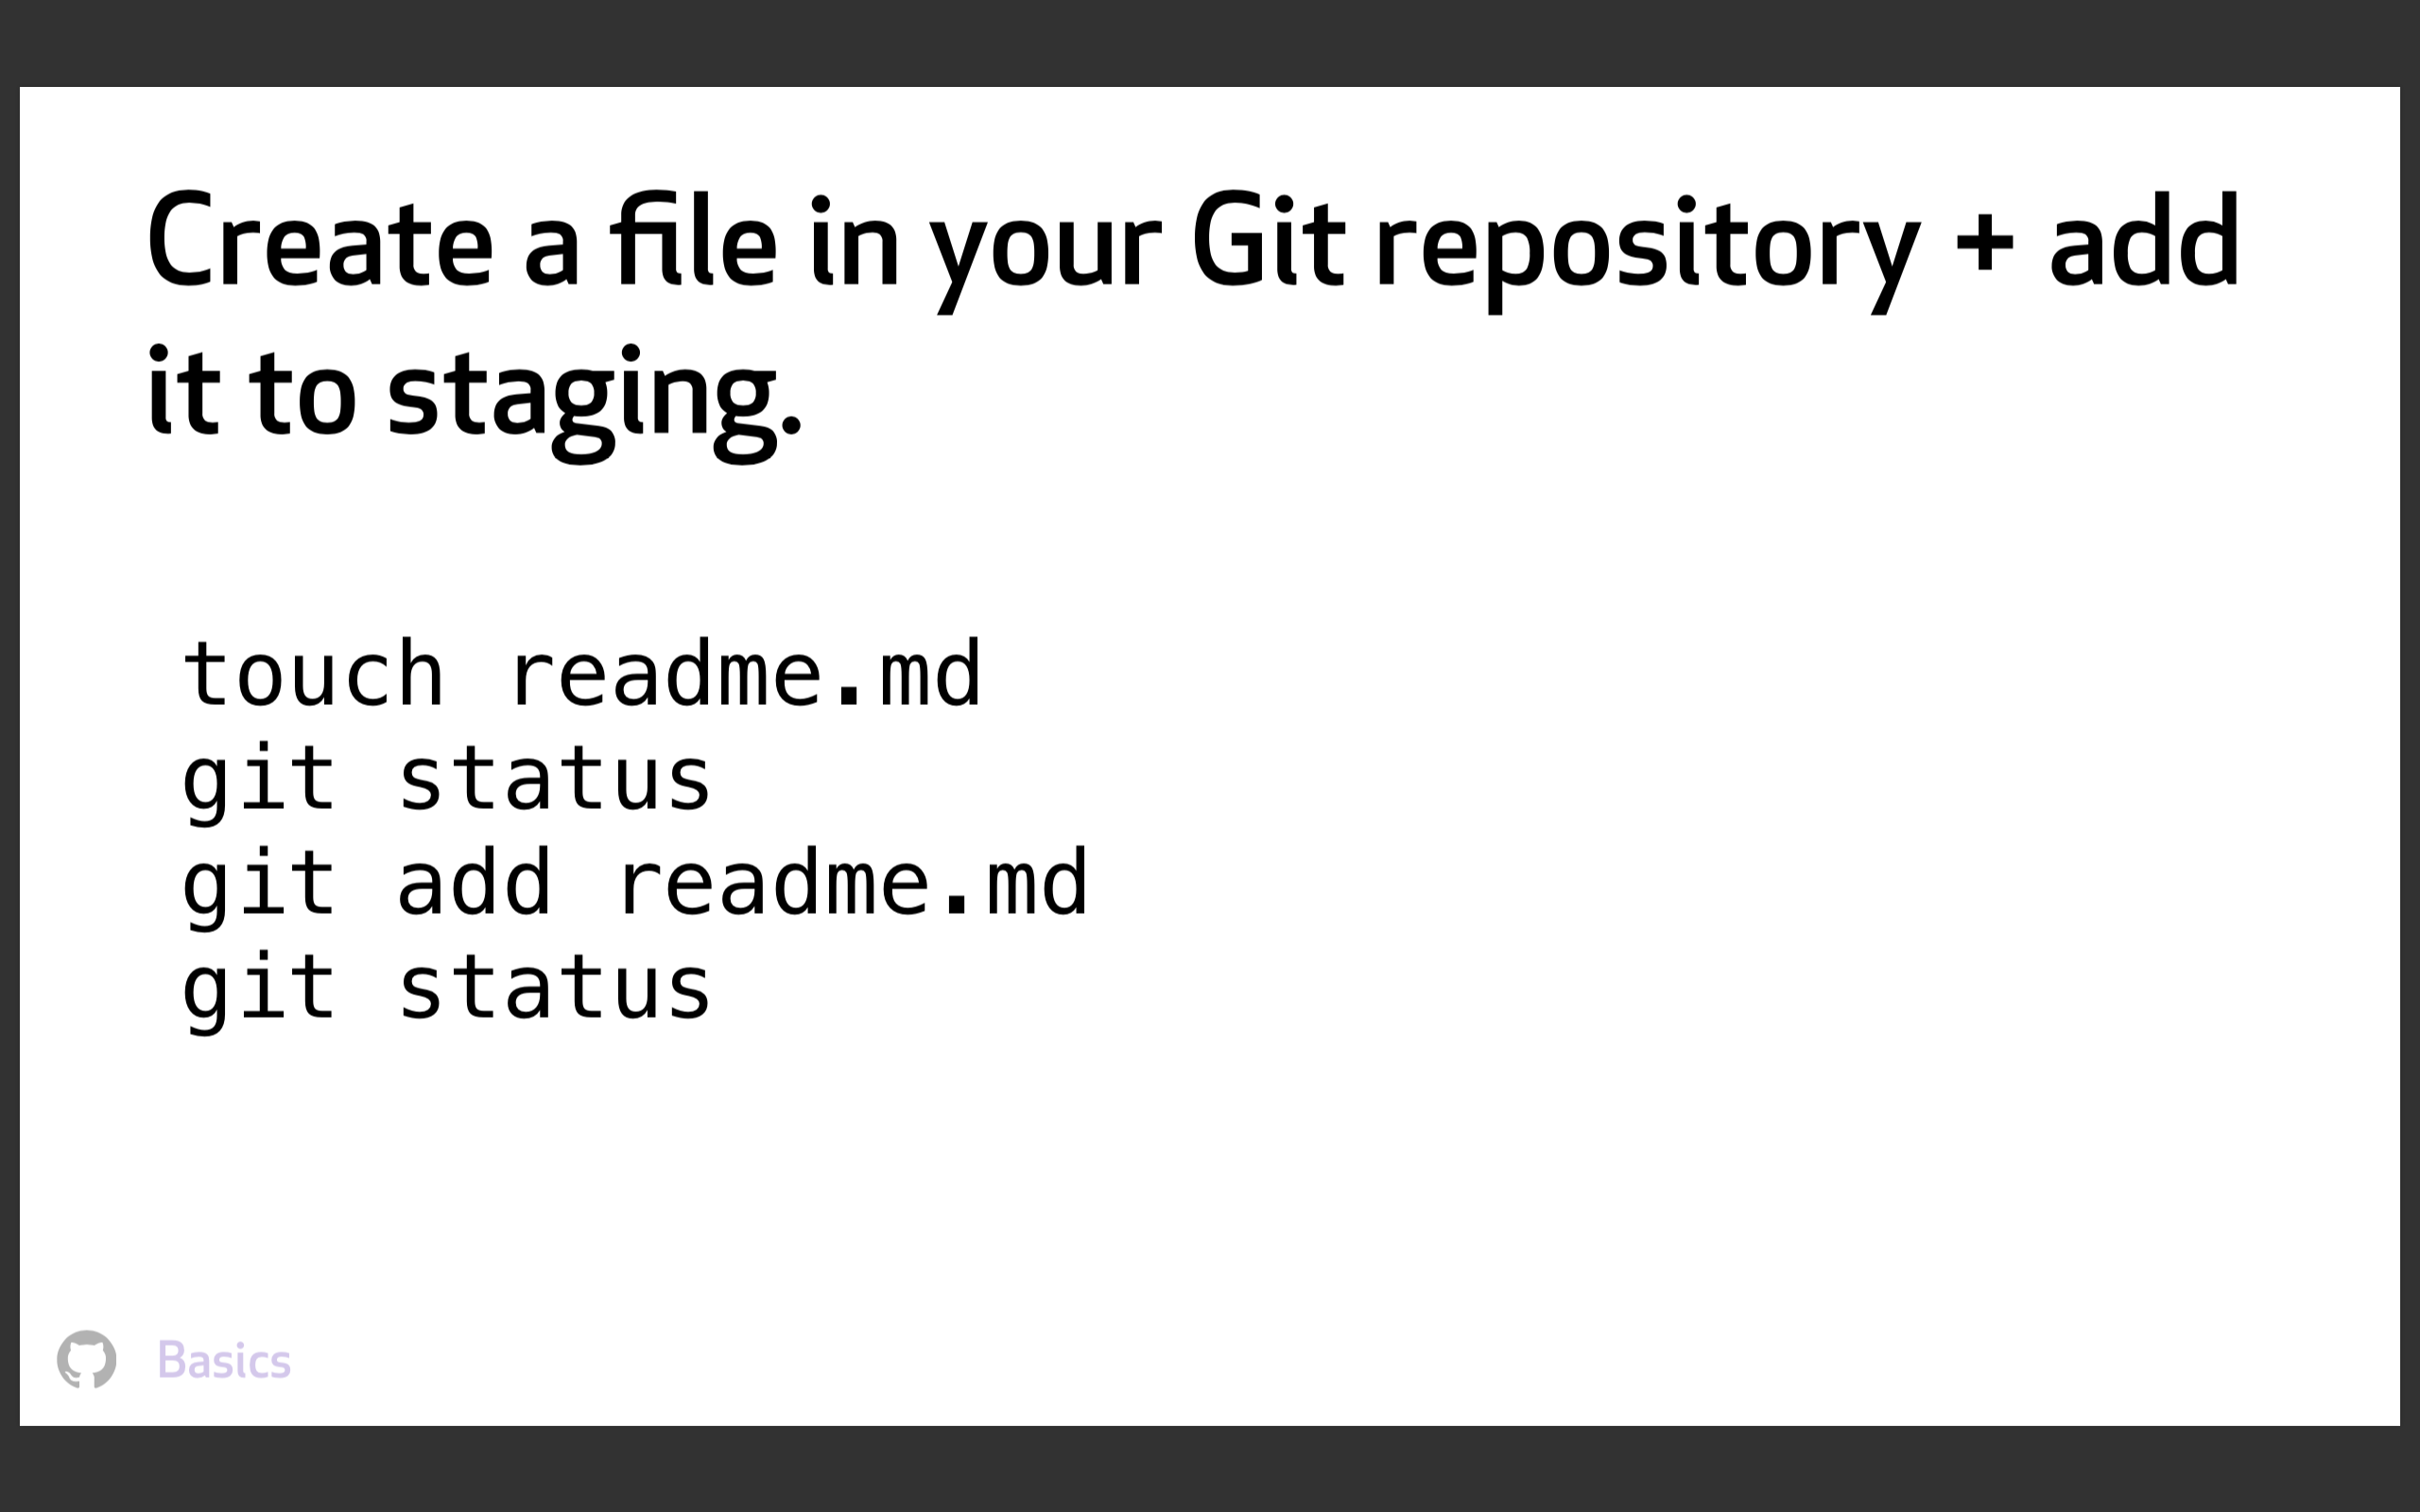 Create a file in your Git repository + add
it to staging.
touch readme.md
git status
git add readme.md
git status
Basics